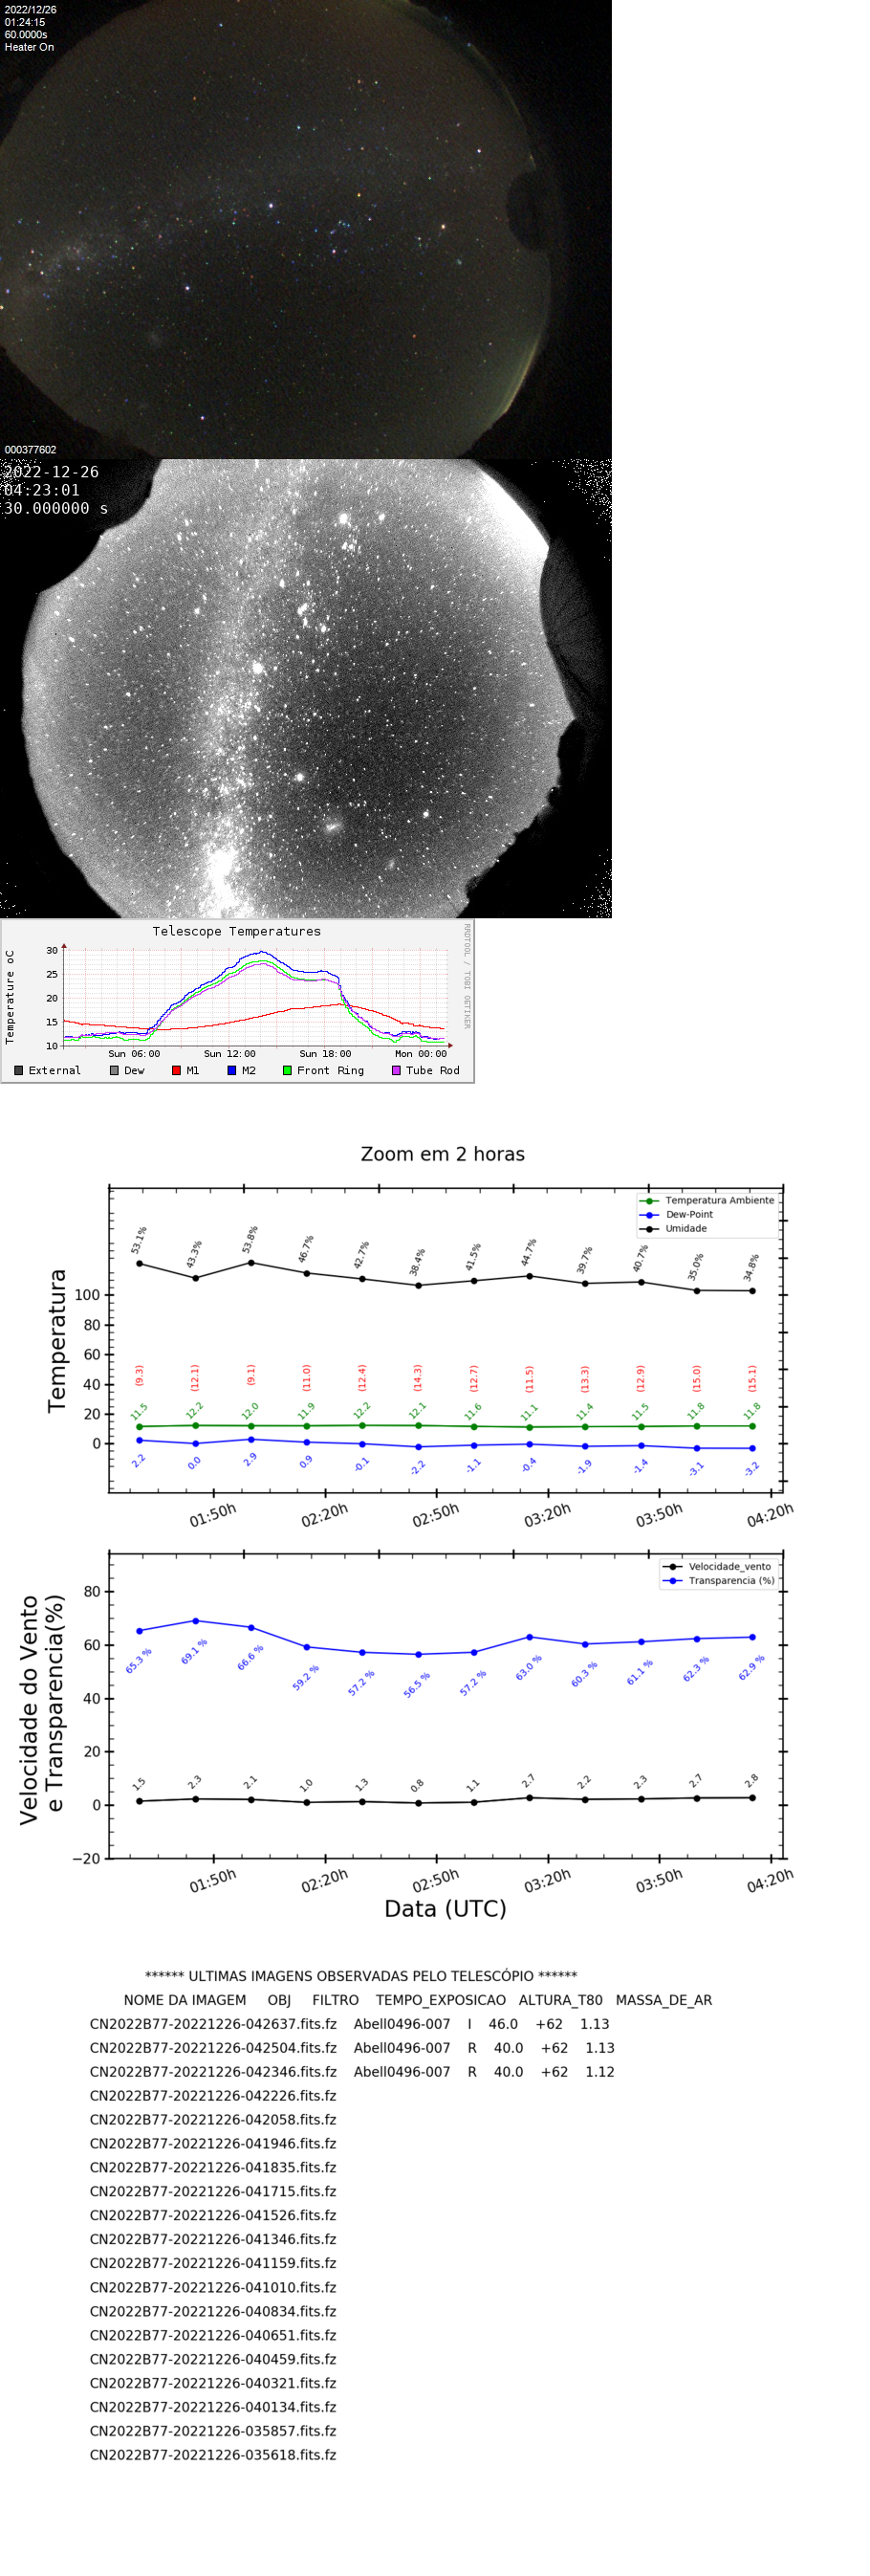 2022/12/26
01:24:15
60.0000s
Heater On
000377602
2022-12-26
04:23:01
30.000000 s
Telescope Temperatures
RRDTOOL / TOBI OETIKER
Temperature oC
30
25
20
15
10
Sun 06:00 Sun 12:00 Sun 18:00 Mon 00:00
External Dew M1 M2 Front Ring Tube Rod
Zoom em 2 horas
Temperatura Ambiente
Dew-Point
Umidade
Temperatura
100
80
60
40
20
0
53.1% 43.3% 53.8% 46.7% 42.7% 38.4% 41.5% 44.7% 39.7% 40.7% 35.0% 34.8%
(9.3) (12.1) (9.1) (11.0) (12.4) (14.3) (12.7) (11.5) (13.3) (12.9) (15.0) (15.1)
11.5 12.2 12.0 11.9 12.2 12.1 11.6 11.1 11.4 11.5 11.8 11.8
2.2 0.0 2.9 0.9 -0.1 -2.2 -1.1 -0.4 -1.9 -1.4 -3.1 -3.2
01:50h 02:20h 02:50h 03:20h 03:50h 04:20h
Velocidade_vento
Transparencia (%)
Velocidade do Vento
e Transparencia(%)
80
60
40
20
0
−20
65.3 % 69.1 % 66.6 % 59.2 % 57.2 % 56.5 % 57.2 % 63.0 % 60.3 % 61.1 % 62.3 % 62.9 %
1.5 2.3 2.1 1.0 1.3 0.8 1.1 2.7 2.2 2.3 2.7 2.8
01:50h 02:20h 02:50h 03:20h 03:50h 04:20h
Data (UTC)
****** ULTIMAS IMAGENS OBSERVADAS PELO TELESCÓPIO ******
NOME DA IMAGEM OBJ FILTRO TEMPO_EXPOSICAO ALTURA_T80 MASSA_DE_AR
CN2022B77-20221226-042637.fits.fz Abell0496-007 I 46.0 +62 1.13
CN2022B77-20221226-042504.fits.fz Abell0496-007 R 40.0 +62 1.13
CN2022B77-20221226-042346.fits.fz Abell0496-007 R 40.0 +62 1.12
CN2022B77-20221226-042226.fits.fz
CN2022B77-20221226-042058.fits.fz
CN2022B77-20221226-041946.fits.fz
CN2022B77-20221226-041835.fits.fz
CN2022B77-20221226-041715.fits.fz
CN2022B77-20221226-041526.fits.fz
CN2022B77-20221226-041346.fits.fz
CN2022B77-20221226-041159.fits.fz
CN2022B77-20221226-041010.fits.fz
CN2022B77-20221226-040834.fits.fz
CN2022B77-20221226-040651.fits.fz
CN2022B77-20221226-040459.fits.fz
CN2022B77-20221226-040321.fits.fz
CN2022B77-20221226-040134.fits.fz
CN2022B77-20221226-035857.fits.fz
CN2022B77-20221226-035618.fits.fz